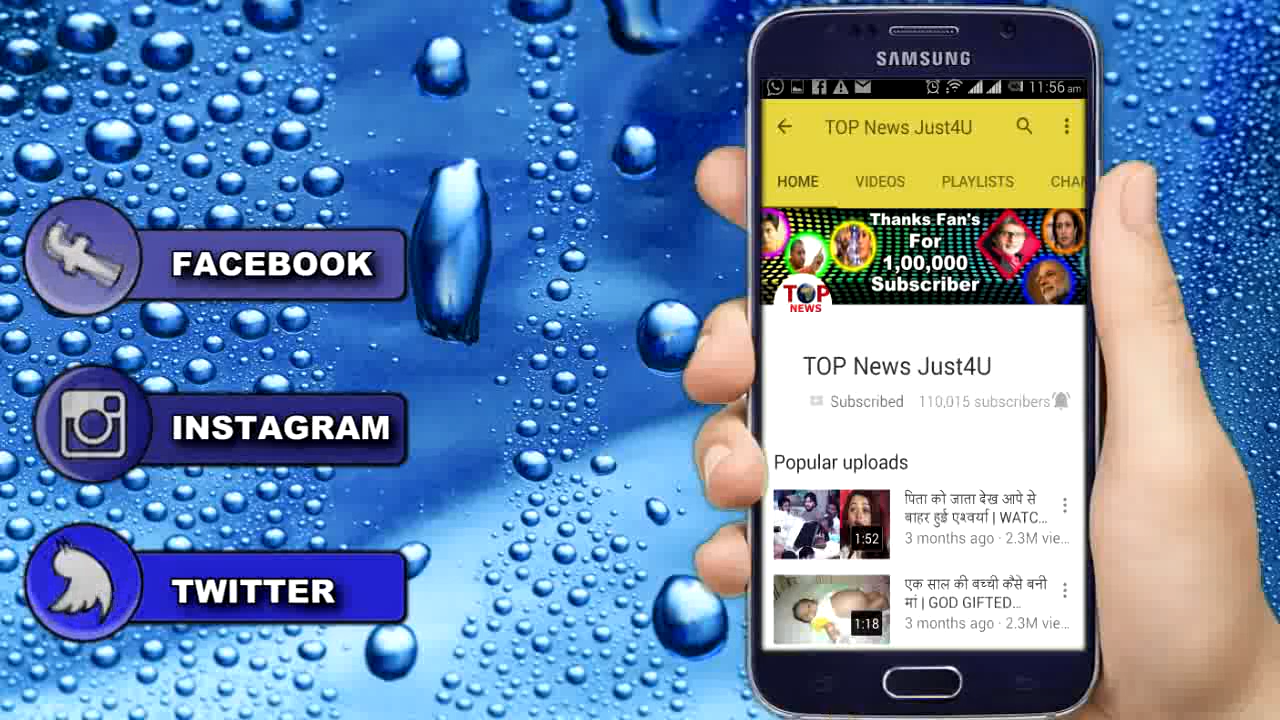 FACEBOOK
INSTAGRAM
TWITTER
SAMSUNG
11:56 am
TOP News Just4U
HOME VIDEOS PLAYLISTS CHAN
Thanks Fan's
For
1,00,000
Subscriber
TOP
NEWS
TOP News Just4U
Subscribed 110,015 subscribers
Popular uploads
पिता को जाता देख आपे से
बाहर हुई एश्वर्या | WATC...
3 months ago · 2.3M vie...
1:52
एक साल की बच्ची कैसे बनी
मां | GOD GIFTED...
3 months ago · 2.3M vie...
1:18